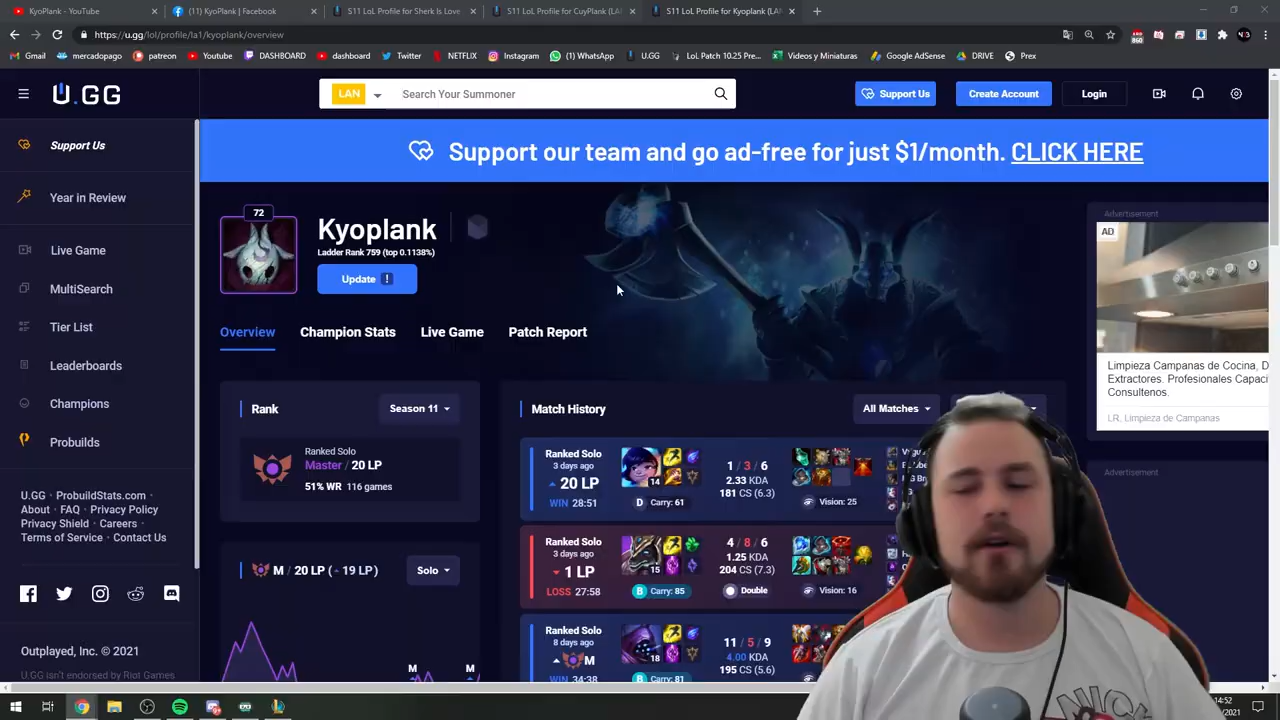 KyoPlank - YouTube
(11) KyoPlank | Facebook
S11 LoL Profile for Sherk Is Love
S11 LoL Profile for CuyPlank (LA
S11 LoL Profile for Kyoplank (LA
https://u.gg/lol/profile/la1/kyoplank/overview
Gmail
mercadopago
patreon
Youtube
DASHBOARD
dashboard
Twitter
NETFLIX
Instagram
(1) WhatsApp
U.GG
LoL Patch 10.25 Pre...
Videos y Miniaturas
Google AdSense
DRIVE
Prex
U.GG
LAN
Search Your Summoner
Support Us
Create Account
Login
Support our team and go ad-free for just $1/month. CLICK HERE
Support Us
Year in Review
Live Game
MultiSearch
Tier List
Leaderboards
Champions
Probuilds
U.GG · ProbuildStats.com ·
About · FAQ · Privacy Policy
Privacy Shield · Careers ·
Terms of Service · Contact Us
Outplayed, Inc. © 2021
U.GG isn't endorsed by Riot Games
72
Kyoplank
Ladder Rank 759 (top 0.1138%)
Update !
Overview
Champion Stats
Live Game
Patch Report
Rank
Season 11
Ranked Solo
Master / 20 LP
51% WR 116 games
M / 20 LP ( 19 LP)
Solo
M
M
Match History
All Matches
Ranked Solo
3 days ago
20 LP
WIN 28:51
14
1 / 3 / 6
2.33 KDA
181 CS (6.3)
D Carry: 61
Vision: 25
Ranked Solo
3 days ago
1 LP
LOSS 27:58
15
4 / 8 / 6
1.25 KDA
204 CS (7.3)
B Carry: 85
Double
Vision: 16
Ranked Solo
8 days ago
M
WIN 34:38
18
11 / 5 / 9
4.00 KDA
195 CS (5.6)
B Carry: 81
Advertisement
AD
Limpieza Campanas de Cocina, D
Extractores. Profesionales Capaci
Consultenos.
LR, Limpieza de Campanas
Advertisement
14:52
2021